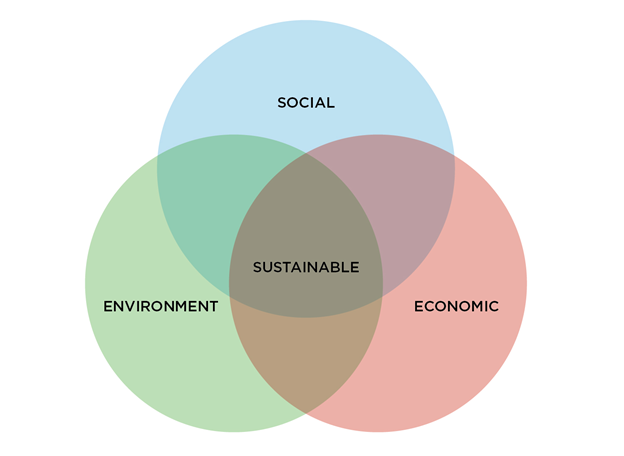 SOCIAL
SUSTAINABLE
ENVIRONMENT
ECONOMIC